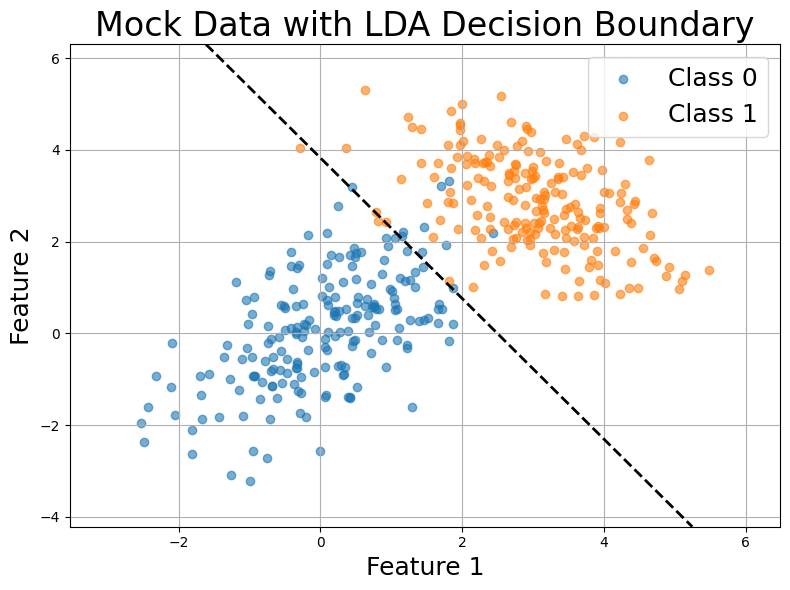 Mock Data with LDA Decision Boundary
Class 0
Class 1
6
4
2
0
−2
−4
Feature 2
−2
0
2
4
6
Feature 1